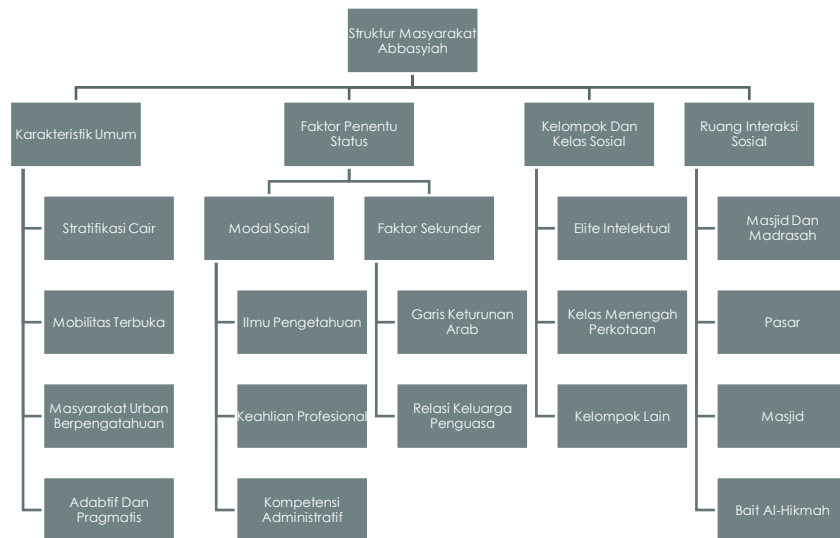 Struktur Masyarakat
Abbasyiah
Karakteristik Umum
Stratifikasi Cair
Mobilitas Terbuka
Masyarakat Urban
Berpengatahuan
Adabtif Dan
Pragmatis
Faktor Penentu
Status
Modal Sosial
Ilmu Pengetahuan
Keahlian Profesional
Kompetensi
Administratif
Faktor Sekunder
Garis Keturunan
Arab
Relasi Keluarga
Penguasa
Kelompok Dan
Kelas Sosial
Elite Intelektual
Kelas Menengah
Perkotaan
Kelompok Lain
Ruang Interaksi
Sosial
Masjid Dan
Madrasah
Pasar
Masjid
Bait Al-Hikmah